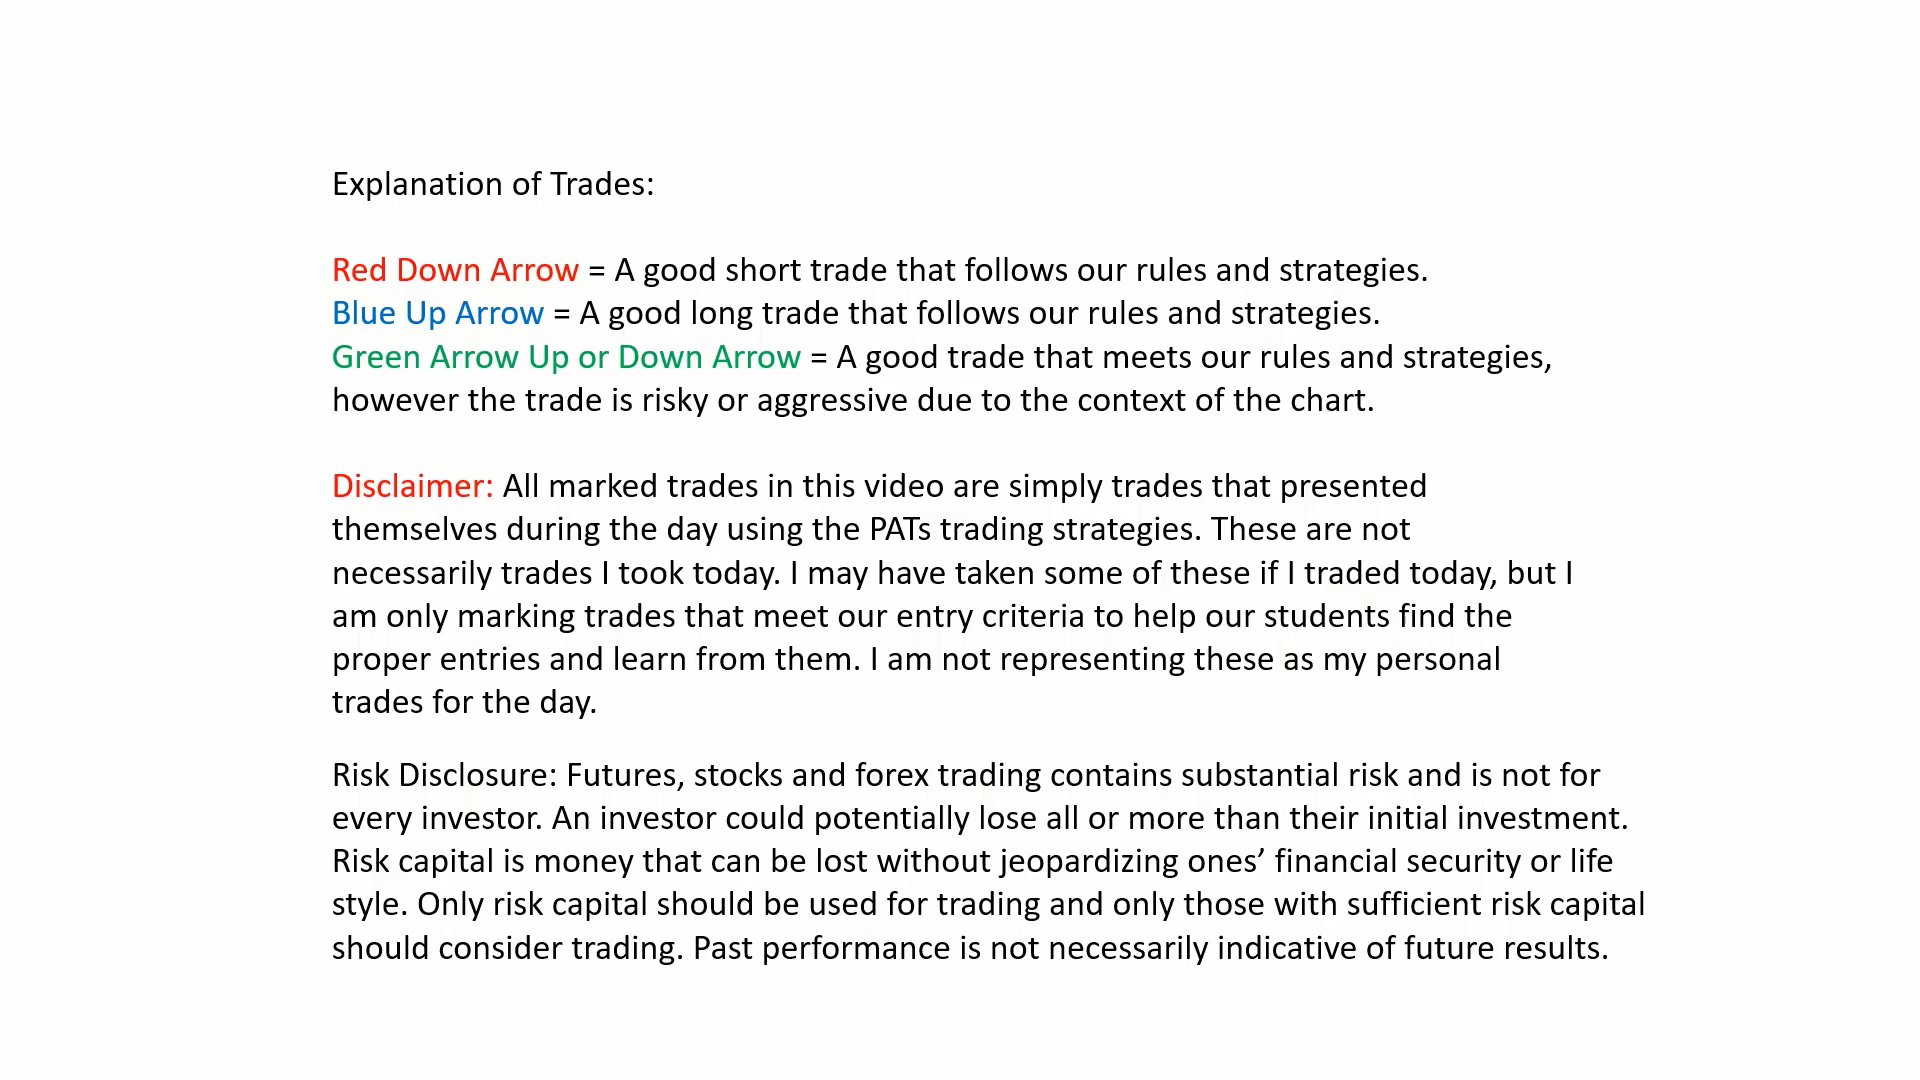 Explanation of Trades:
Red Down Arrow = A good short trade that follows our rules and strategies.
Blue Up Arrow = A good long trade that follows our rules and strategies.
Green Arrow Up or Down Arrow = A good trade that meets our rules and strategies,
however the trade is risky or aggressive due to the context of the chart.
Disclaimer: All marked trades in this video are simply trades that presented
themselves during the day using the PATs trading strategies. These are not
necessarily trades I took today. I may have taken some of these if I traded today, but I
am only marking trades that meet our entry criteria to help our students find the
proper entries and learn from them. I am not representing these as my personal
trades for the day.
Risk Disclosure: Futures, stocks and forex trading contains substantial risk and is not for
every investor. An investor could potentially lose all or more than their initial investment.
Risk capital is money that can be lost without jeopardizing ones’ financial security or life
style. Only risk capital should be used for trading and only those with sufficient risk capital
should consider trading. Past performance is not necessarily indicative of future results.